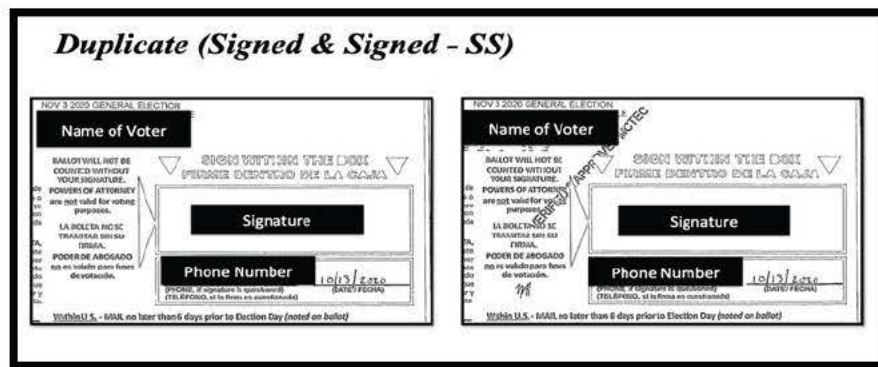 Duplicate (Signed & Signed - SS)
NOV 3 2020 GENERAL ELECTION
Name of Voter
BALLOT WILL NOT BE
COUNTED WITHOUT
YOUR SIGNATURE.
POWERS OF ATTORNEY
are not valid for voting
purposes.
LA BOLETA NO SE
TRAMITAR SIN SU
FIRMA.
PODER DE ABOGADO
no es valido para fines
de votación.
SIGN WITHIN THE BOX
FIRME DENTRO DE LA CAJA
Signature
Phone Number
10/13/2020
(PHONE, if signature is questioned)
(DATE/ FECHA)
(TELÉFONO, si la firma es cuestionada)
Within U.S. - MAIL no later than 6 days prior to Election Day (noted on ballot)
NOV 3 2020 GENERAL ELECTION
Name of Voter
VERIFIED & APPROVED MCTEC
BALLOT WILL NOT BE
COUNTED WITHOUT
YOUR SIGNATURE.
POWERS OF ATTORNEY
are not valid for voting
purposes.
LA BOLETA NO SE
TRAMITAR SIN SU
FIRMA.
PODER DE ABOGADO
no es valido para fines
de votación.
SIGN WITHIN THE BOX
FIRME DENTRO DE LA CAJA
Signature
Phone Number
10/13/2020
(PHONE, if signature is questioned)
(DATE/ FECHA)
(TELÉFONO, si la firma es cuestionada)
Within U.S. - MAIL no later than 6 days prior to Election Day (noted on ballot)